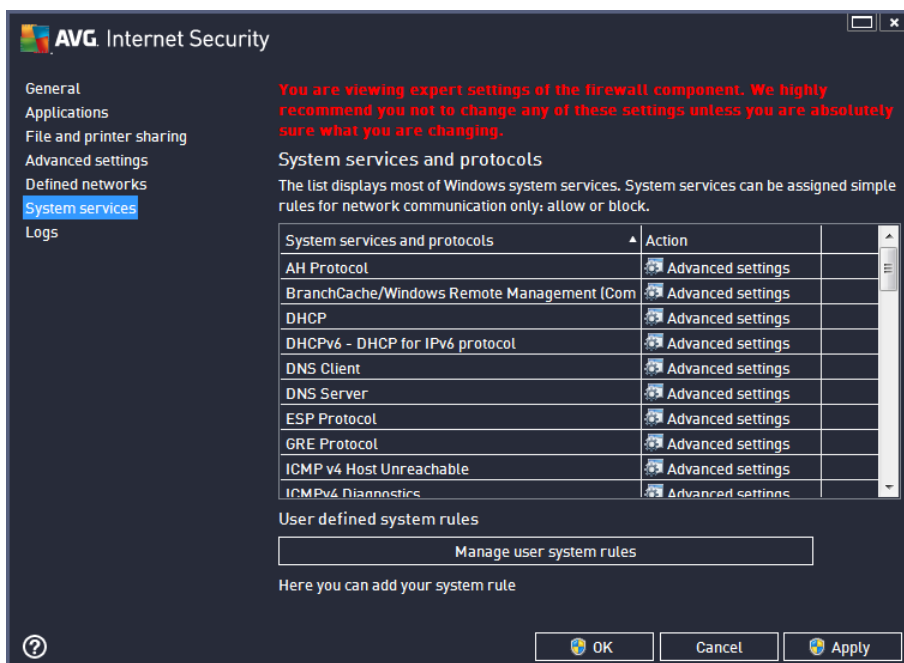 AVG. Internet Security
General
Applications
File and printer sharing
Advanced settings
Defined networks
System services
Logs
You are viewing expert settings of the firewall component. We highly
recommend you not to change any of these settings unless you are absolutely
sure what you are changing.
System services and protocols
The list displays most of Windows system services. System services can be assigned simple
rules for network communication only: allow or block.
System services and protocols Action
AH Protocol Advanced settings
BranchCache/Windows Remote Management (Com Advanced settings
DHCP Advanced settings
DHCPv6 - DHCP for IPv6 protocol Advanced settings
DNS Client Advanced settings
DNS Server Advanced settings
ESP Protocol Advanced settings
GRE Protocol Advanced settings
ICMP v4 Host Unreachable Advanced settings
ICMPv4 Diagnostics Advanced settings
User defined system rules
Manage user system rules
Here you can add your system rule
? OK Cancel Apply